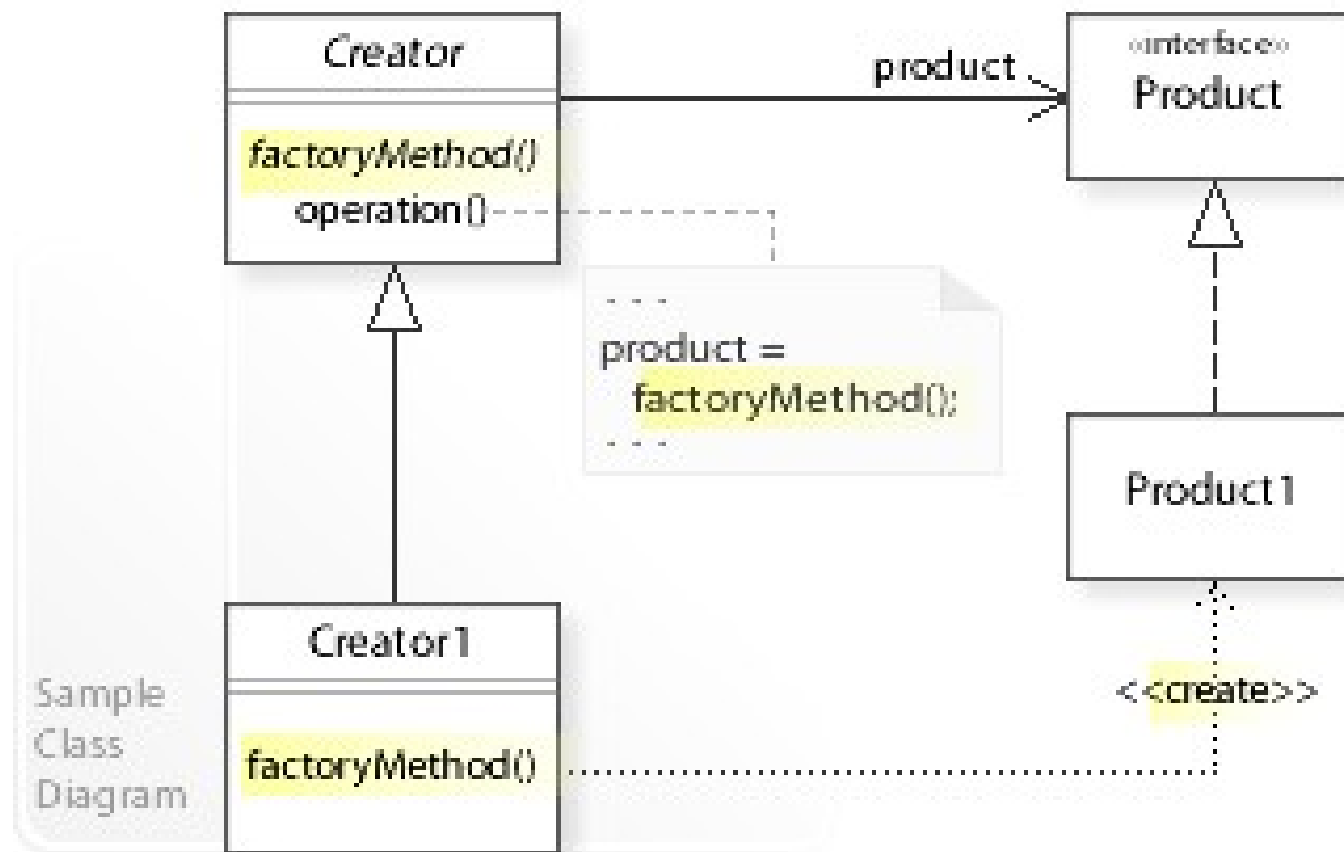 Creator
factoryMethod()
operation()
product
«interface»
Product
- - -
product =
factoryMethod();
- - -
Product1
Creator1
factoryMethod()
<<create>>
Sample
Class
Diagram